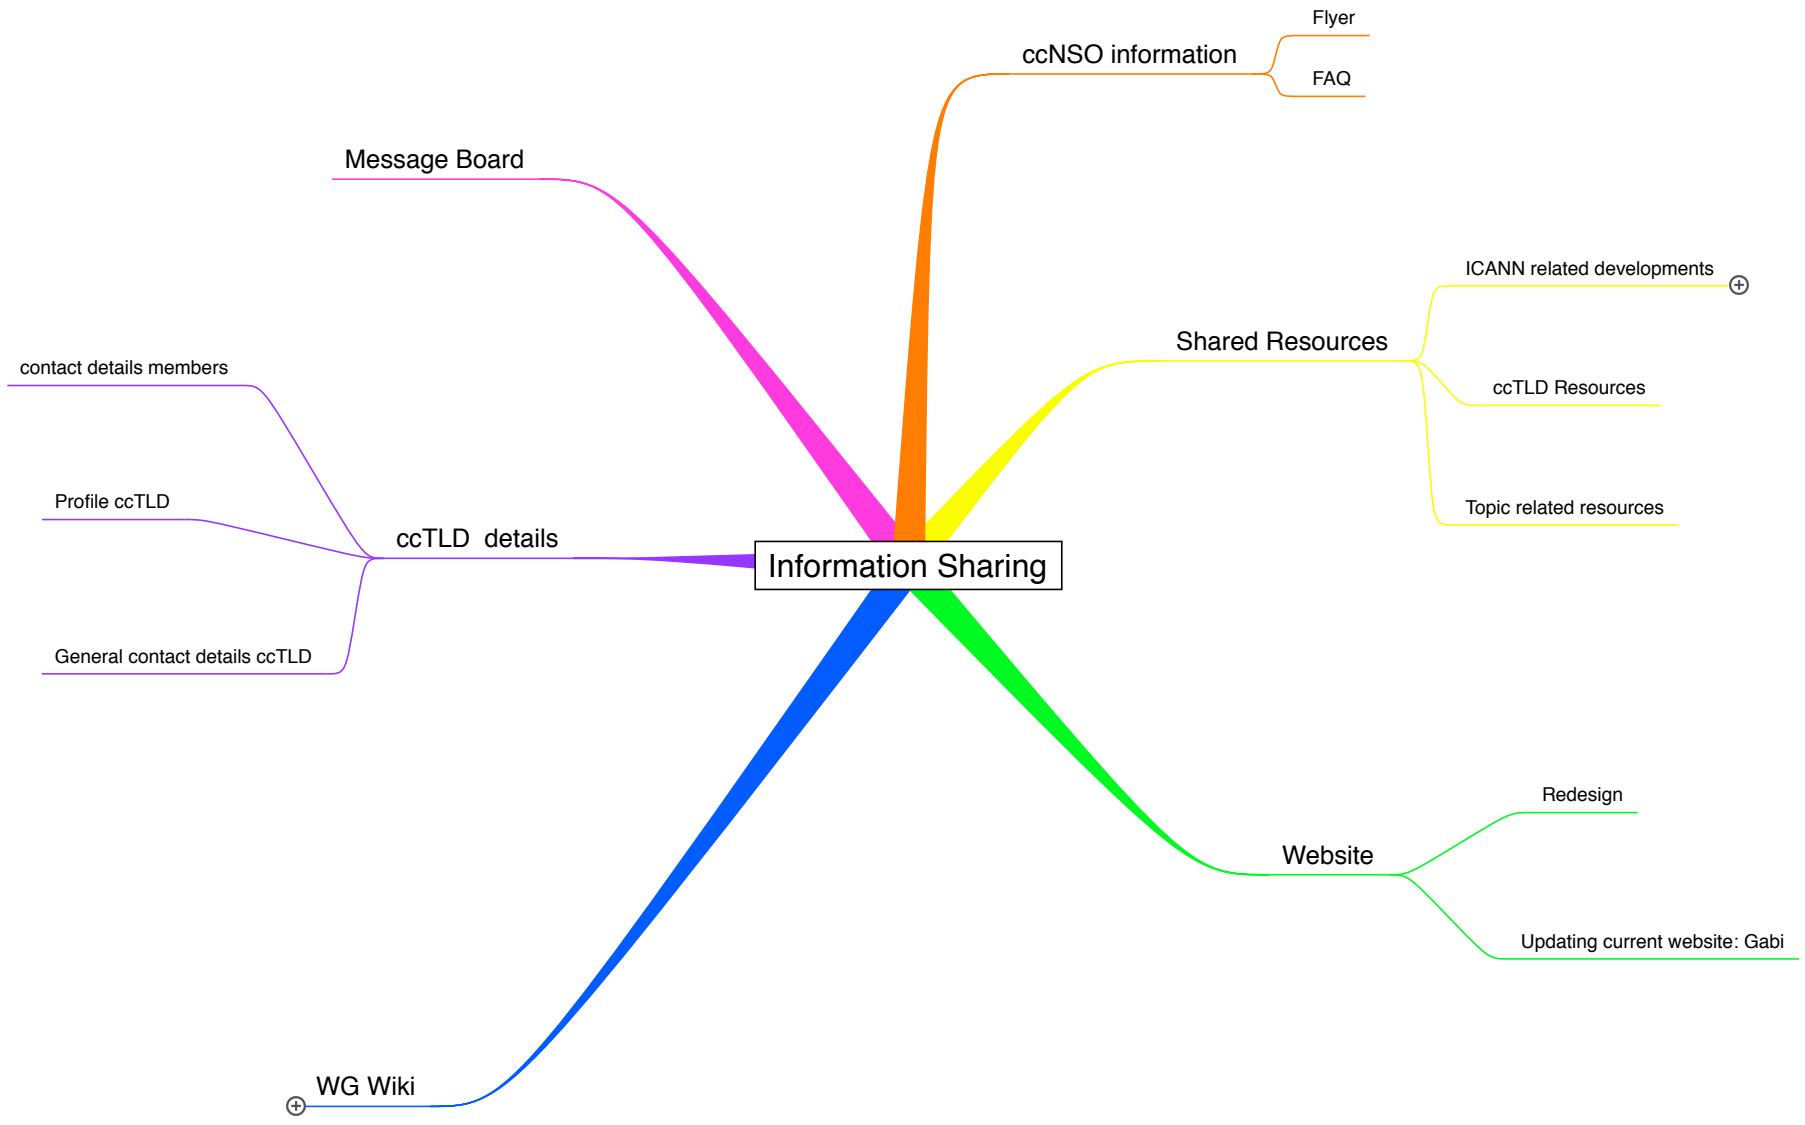 Flyer
ccNSO information
FAQ
Message Board
ICANN related developments
Shared Resources
contact details members
ccTLD Resources
Profile ccTLD
Topic related resources
ccTLD  details
Information Sharing
General contact details ccTLD
Redesign
Website
Updating current website: Gabi
WG Wiki